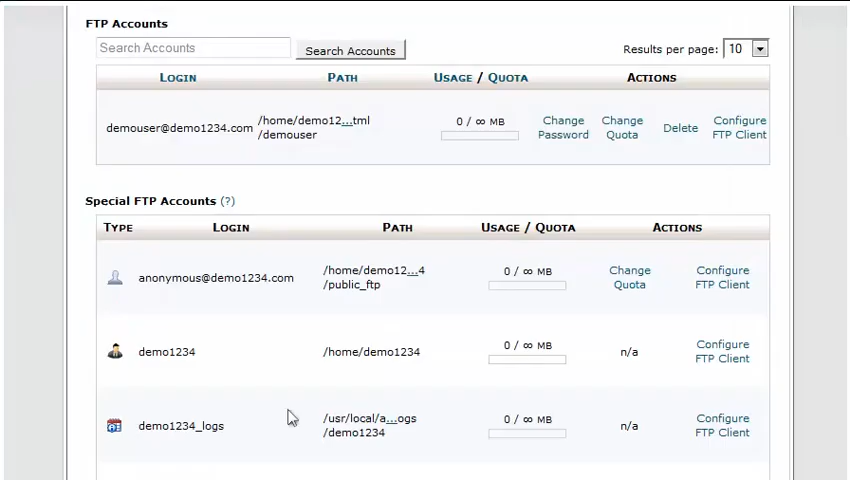 FTP Accounts
Search Accounts
Search Accounts
Results per page: 10
LOGIN PATH USAGE / QUOTA ACTIONS
demouser@demo1234.com
/home/demo12...tml
/demouser
0 / ∞ MB
Change
Password
Change
Quota
Delete
Configure
FTP Client
Special FTP Accounts (?)
TYPE LOGIN PATH USAGE / QUOTA ACTIONS
anonymous@demo1234.com
/home/demo12...4
/public_ftp
0 / ∞ MB
Change
Quota
Configure
FTP Client
demo1234
/home/demo1234
0 / ∞ MB
n/a
Configure
FTP Client
demo1234_logs
/usr/local/a...ogs
/demo1234
0 / ∞ MB
n/a
Configure
FTP Client